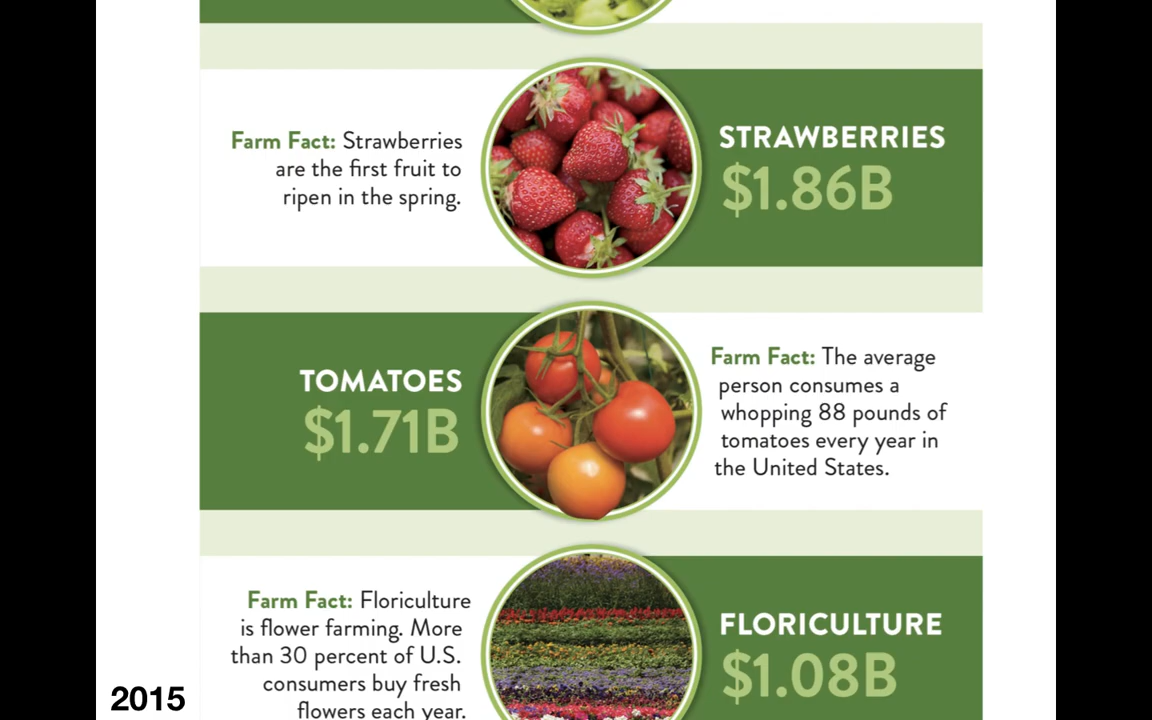 Farm Fact: Strawberries
are the first fruit to
ripen in the spring.
STRAWBERRIES
$1.86B
TOMATOES
$1.71B
Farm Fact: The average
person consumes a
whopping 88 pounds of
tomatoes every year in
the United States.
Farm Fact: Floriculture
is flower farming. More
than 30 percent of U.S.
consumers buy fresh
flowers each year.
FLORICULTURE
$1.08B
2015